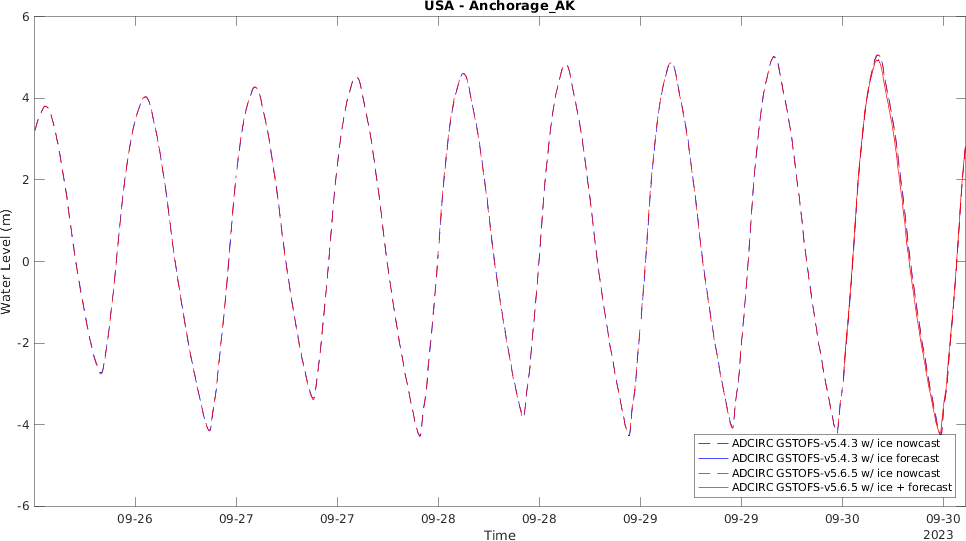 USA - Anchorage_AK
6
4
2
0
-2
-4
-6
Water Level (m)
ADCIRC GSTOFS-v5.4.3 w/ ice nowcast
ADCIRC GSTOFS-v5.4.3 w/ ice forecast
ADCIRC GSTOFS-v5.6.5 w/ ice nowcast
ADCIRC GSTOFS-v5.6.5 w/ ice + forecast
09-26 09-27 09-27 09-28 09-28 09-29 09-29 09-30 09-30
Time
2023